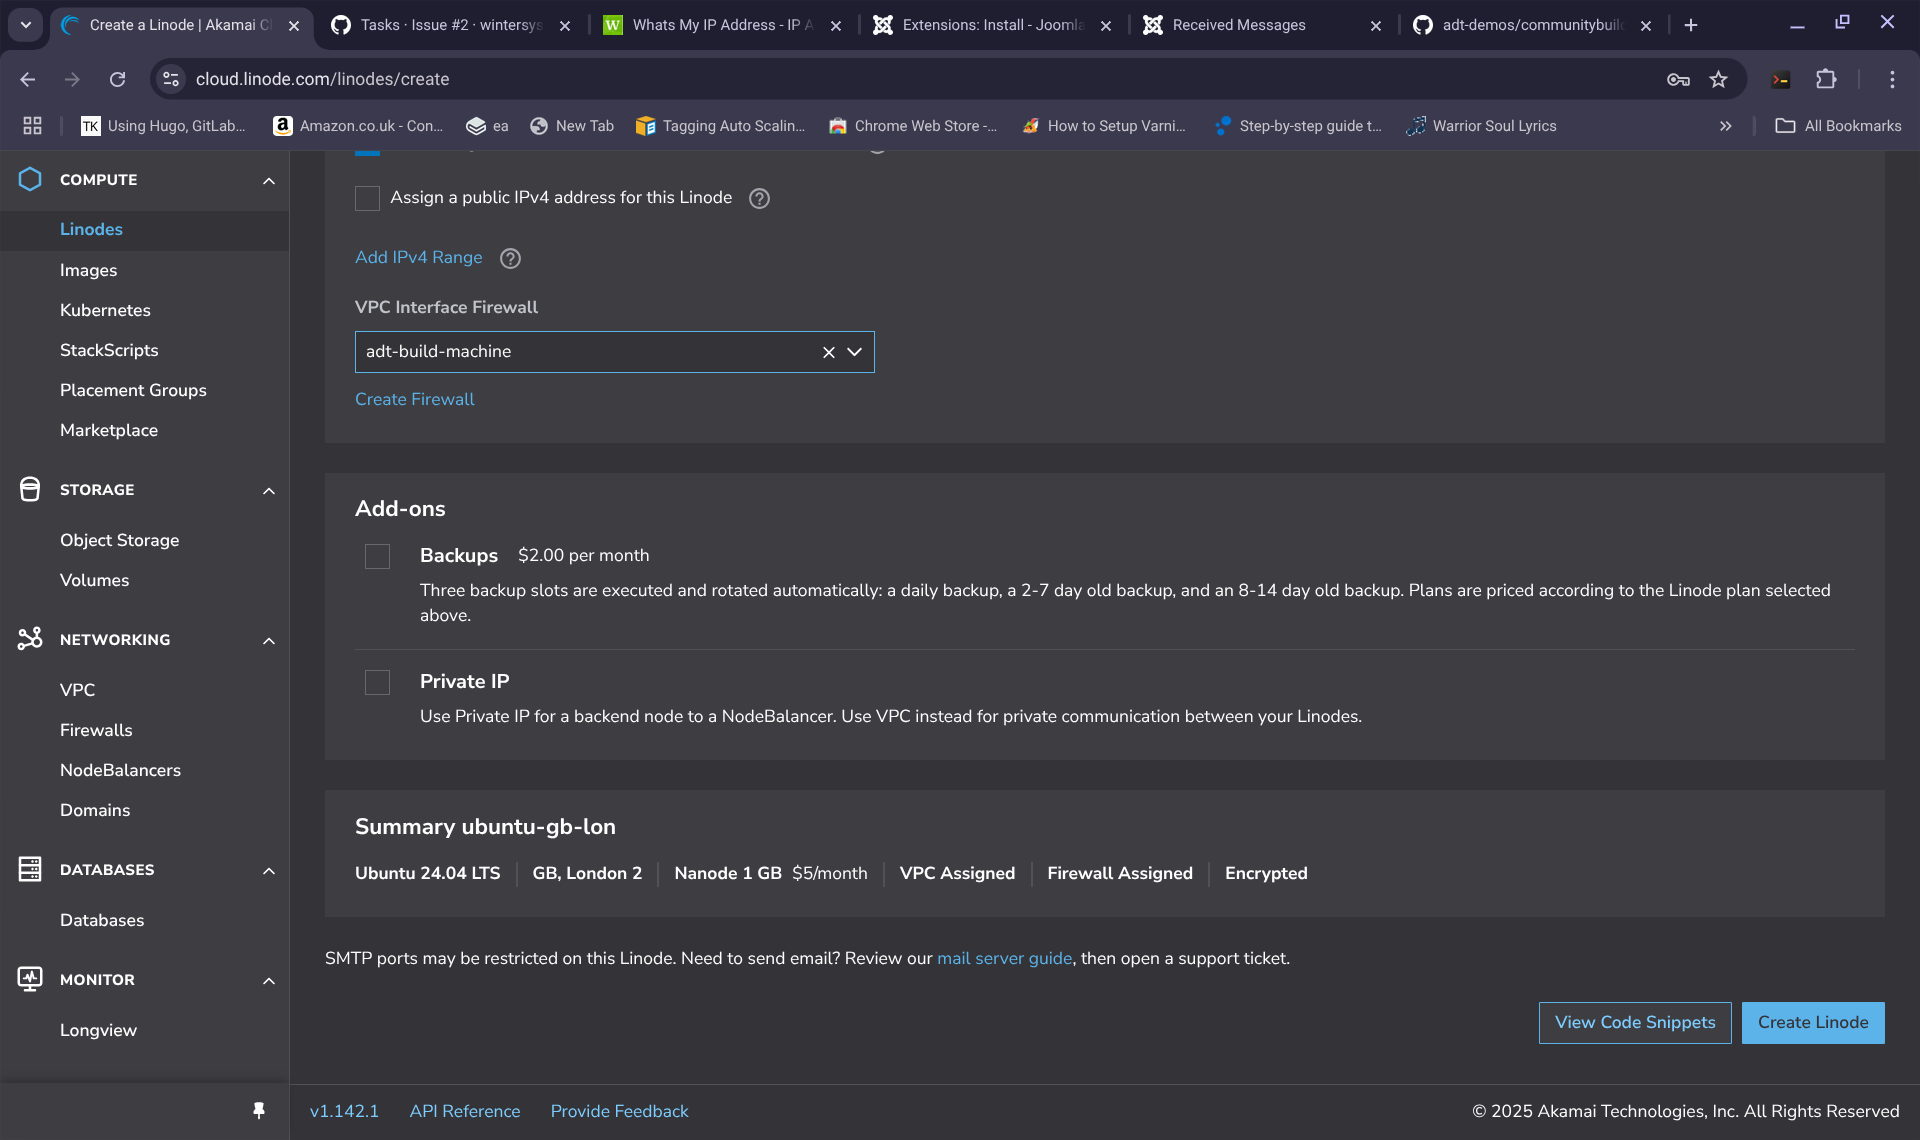 Create a Linode | Akamai Cl
Tasks · Issue #2 · wintersys
Whats My IP Address - IP A
Extensions: Install - Joomla
Received Messages
adt-demos/communitybuil
cloud.linode.com/linodes/create
Using Hugo, GitLab...
Amazon.co.uk - Con...
ea
New Tab
Tagging Auto Scalin...
Chrome Web Store -...
How to Setup Varni...
Step-by-step guide t...
Warrior Soul Lyrics
All Bookmarks
COMPUTE
Linodes
Images
Kubernetes
StackScripts
Placement Groups
Marketplace
STORAGE
Object Storage
Volumes
NETWORKING
VPC
Firewalls
NodeBalancers
Domains
DATABASES
Databases
MONITOR
Longview
Assign a public IPv4 address for this Linode
Add IPv4 Range
VPC Interface Firewall
adt-build-machine
Create Firewall
Add-ons
Backups $2.00 per month
Three backup slots are executed and rotated automatically: a daily backup, a 2-7 day old backup, and an 8-14 day old backup. Plans are priced according to the Linode plan selected
above.
Private IP
Use Private IP for a backend node to a NodeBalancer. Use VPC instead for private communication between your Linodes.
Summary ubuntu-gb-lon
Ubuntu 24.04 LTS GB, London 2 Nanode 1 GB $5/month VPC Assigned Firewall Assigned Encrypted
SMTP ports may be restricted on this Linode. Need to send email? Review our mail server guide, then open a support ticket.
View Code Snippets
Create Linode
v1.142.1 API Reference Provide Feedback
© 2025 Akamai Technologies, Inc. All Rights Reserved